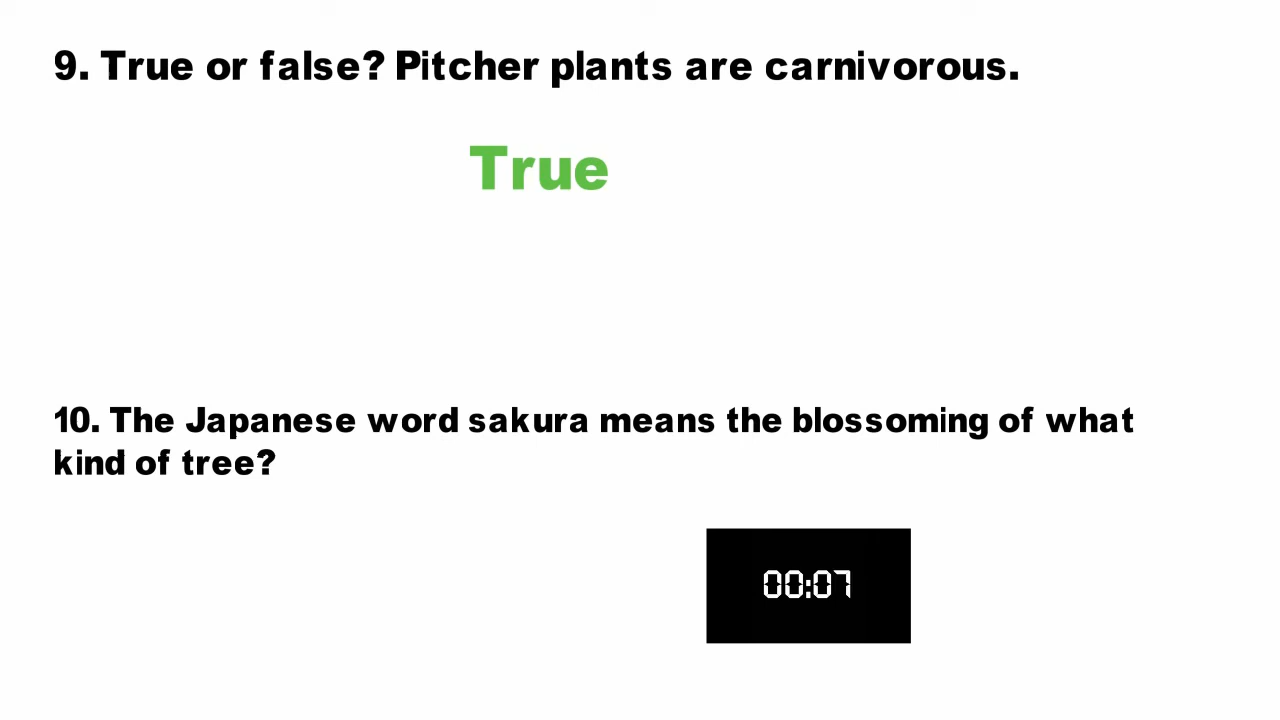 9. True or false? Pitcher plants are carnivorous.
True
10. The Japanese word sakura means the blossoming of what
kind of tree?
00:07